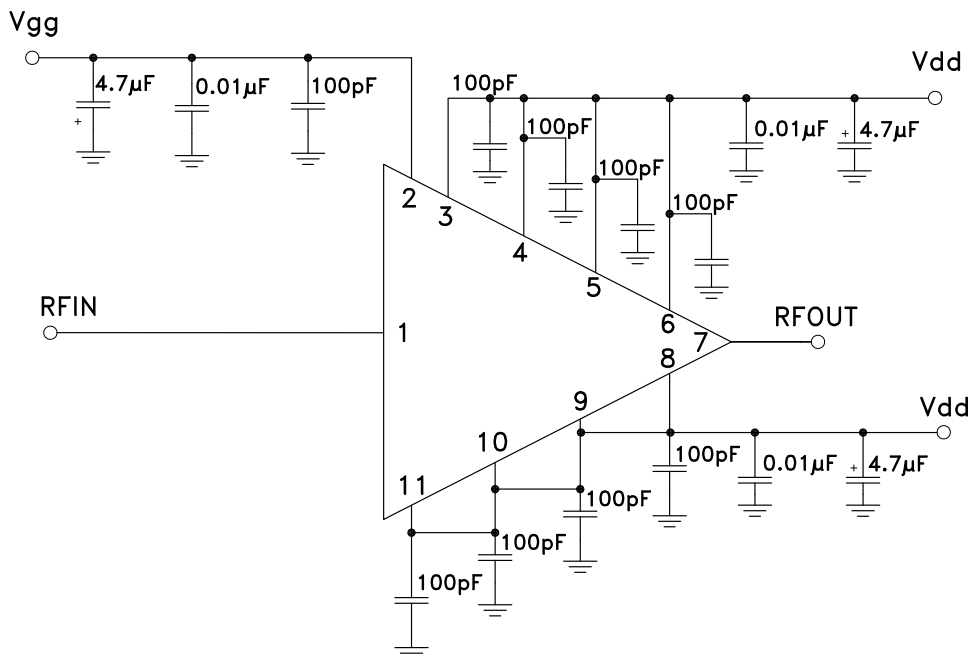 Vgg
4.7μF
+
0.01μF
100pF
100pF
100pF
100pF
100pF
Vdd
0.01μF
+
4.7μF
2
3
4
5
6
RFIN
1
7
RFOUT
8
9
10
11
Vdd
100pF
0.01μF
+
4.7μF
100pF
100pF
100pF